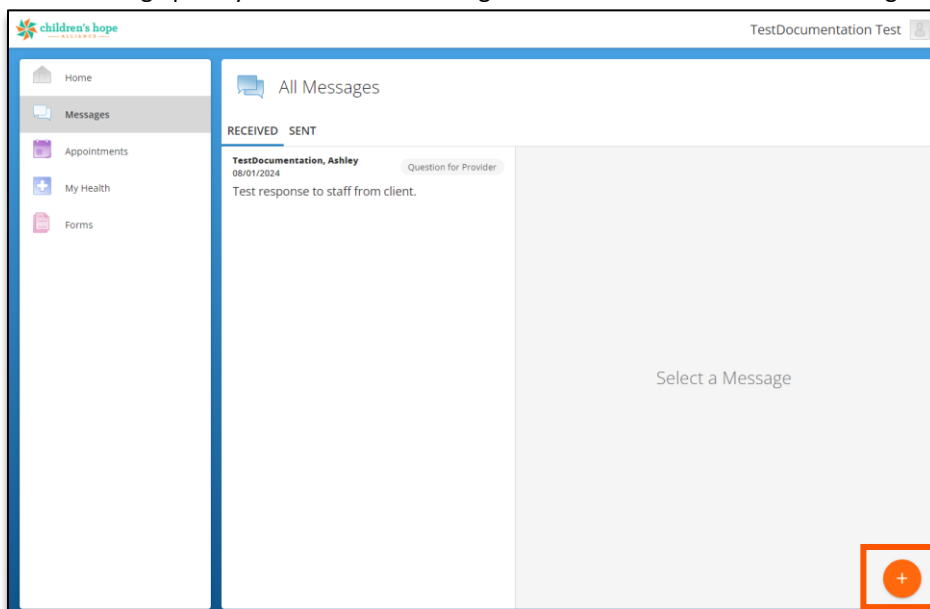 children's hope
ALLIANCE
TestDocumentation Test
Home
Messages
Appointments
My Health
Forms
All Messages
RECEIVED SENT
TestDocumentation, Ashley
08/01/2024
Question for Provider
Test response to staff from client.
Select a Message
+